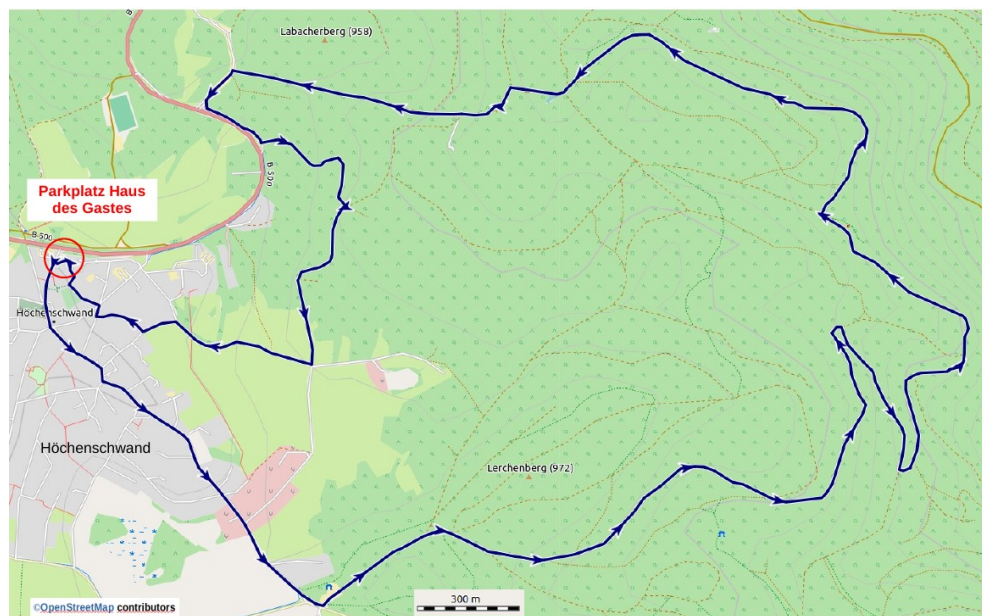 Labacherberg (958)
B
B 500
Parkplatz Haus
des Gastes
B 500
Höchenschwand
Höchenschwand
Lerchenberg (972)
300 m
©OpenStreetMap contributors